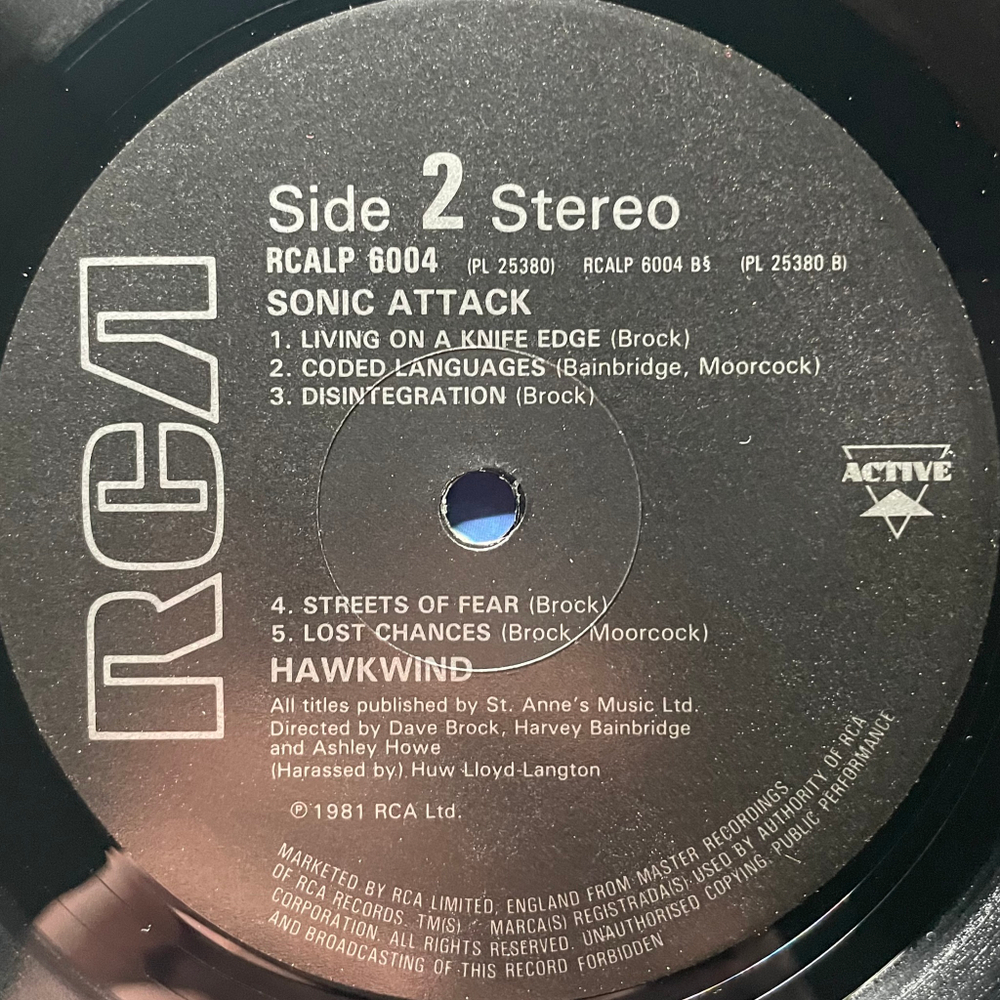 RCA
Side 2 Stereo
RCALP 6004 (PL 25380) RCALP 6004 B§ (PL 25380 B)
SONIC ATTACK
1. LIVING ON A KNIFE EDGE (Brock)
2. CODED LANGUAGES (Bainbridge, Moorcock)
3. DISINTEGRATION (Brock)
ACTIVE
4. STREETS OF FEAR (Brock)
5. LOST CHANCES (Brock, Moorcock)
HAWKWIND
All titles published by St. Anne's Music Ltd.
Directed by Dave Brock, Harvey Bainbridge
and Ashley Howe
(Harassed by) Huw Lloyd-Langton
℗ 1981 RCA Ltd.
MARKETED BY RCA LIMITED, ENGLAND FROM MASTER RECORDINGS
OF RCA RECORDS. TM(S) MARCA(S) REGISTRADA(S) USED BY AUTHORITY OF RCA
CORPORATION. ALL RIGHTS RESERVED. UNAUTHORISED COPYING, PUBLIC PERFORMANCE
AND BROADCASTING OF THIS RECORD FORBIDDEN